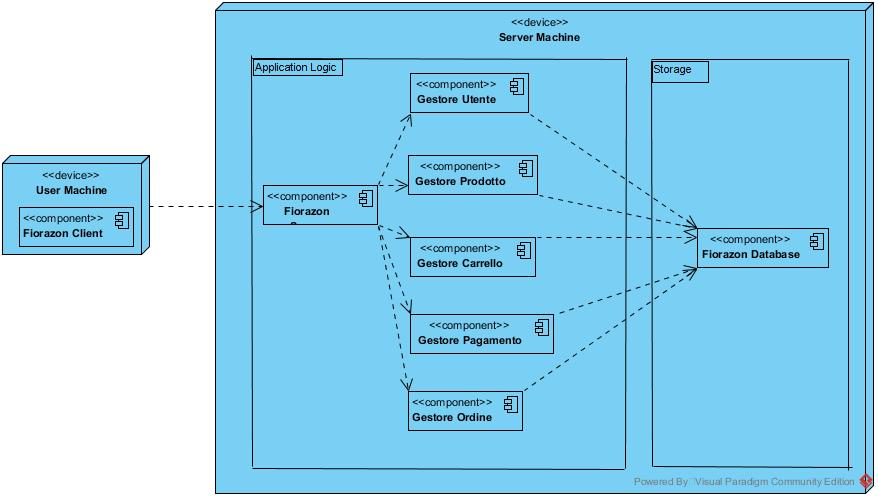 <<device>>
Server Machine
Application Logic
Storage
<<component>>
Gestore Utente
<<device>>
User Machine
<<component>>
Fiorazon Client
<<component>>
Fiorazon
<<component>>
Gestore Prodotto
<<component>>
Gestore Carrello
<<component>>
Fiorazon Database
<<component>>
Gestore Pagamento
<<component>>
Gestore Ordine
Powered By Visual Paradigm Community Edition